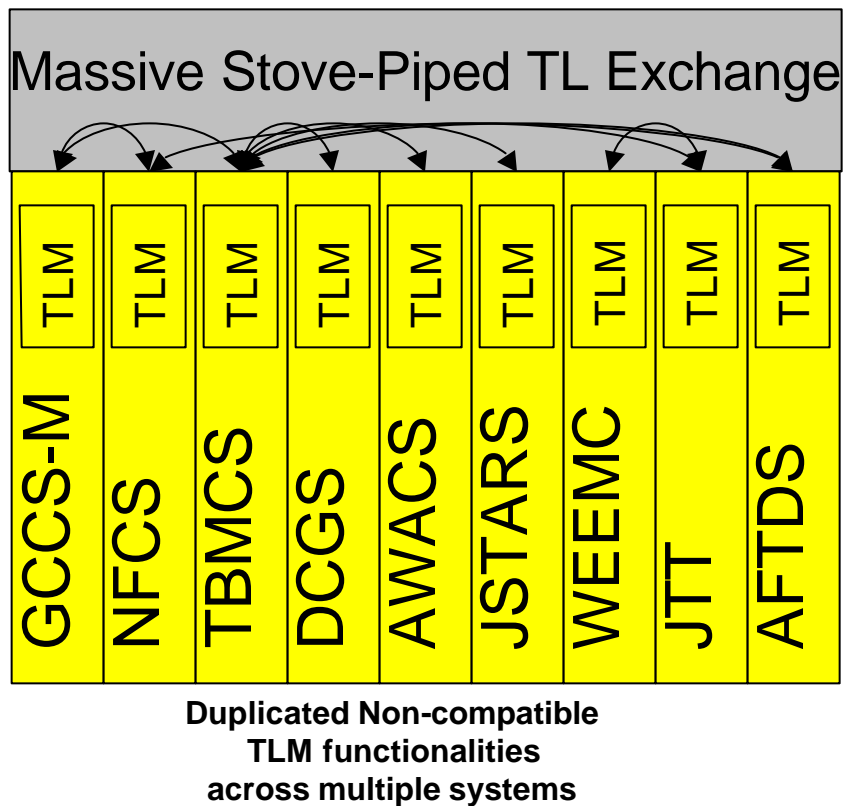 Massive Stove-Piped TL Exchange
TLM
TLM
TLM
TLM
TLM
TLM
TLM
TLM
TLM
GCCS-M
NFCS
TBMCS
DCGS
AWACS
JSTARS
WEEMC
JTT
AFTDS
Duplicated Non-compatible
TLM functionalities
across multiple systems